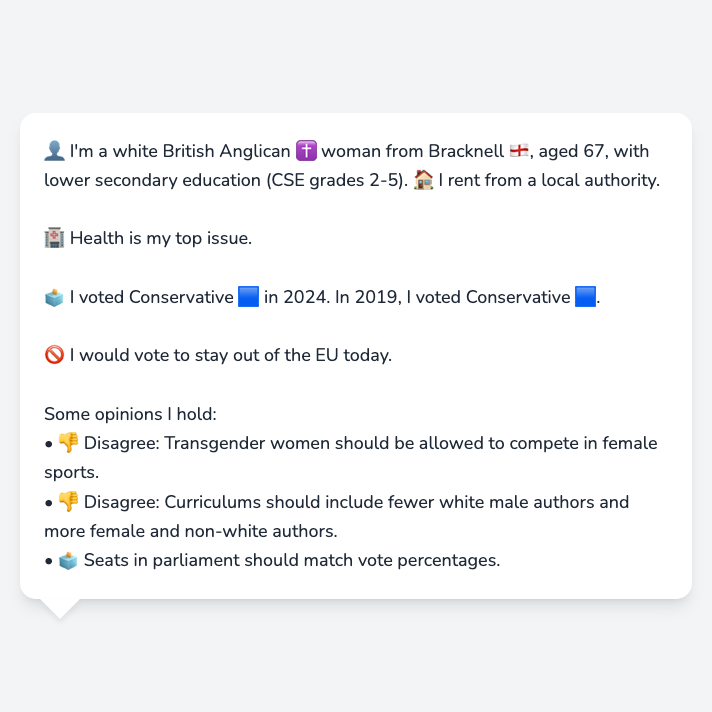 👤 I'm a white British Anglican ✝️ woman from Bracknell 🏴󠁧󠁢󠁥󠁮󠁧󠁿, aged 67, with
lower secondary education (CSE grades 2-5). 🏠 I rent from a local authority.
🏥 Health is my top issue.
🗳️ I voted Conservative 🟦 in 2024. In 2019, I voted Conservative 🟦.
🚫 I would vote to stay out of the EU today.
Some opinions I hold:
• 👎 Disagree: Transgender women should be allowed to compete in female
sports.
• 👎 Disagree: Curriculums should include fewer white male authors and
more female and non-white authors.
• 🗳️ Seats in parliament should match vote percentages.